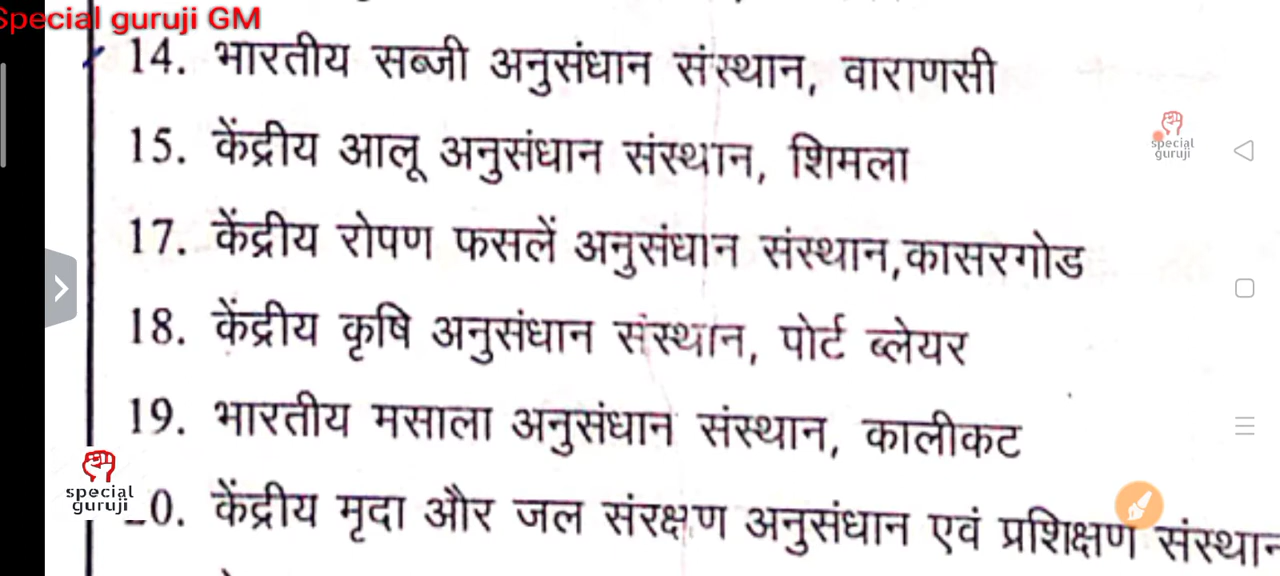 Special guruji GM
14. भारतीय सब्जी अनुसंधान संस्थान, वाराणसी
15. केंद्रीय आलू अनुसंधान संस्थान, शिमला
special
guruji
17. केंद्रीय रोपण फसलें अनुसंधान संस्थान,कासरगोड
18. केंद्रीय कृषि अनुसंधान संस्थान, पोर्ट ब्लेयर
19. भारतीय मसाला अनुसंधान संस्थान, कालीकट
special
guruji
0. केंद्रीय मृदा और जल संरक्षण अनुसंधान एवं प्रशिक्षण संस्थान